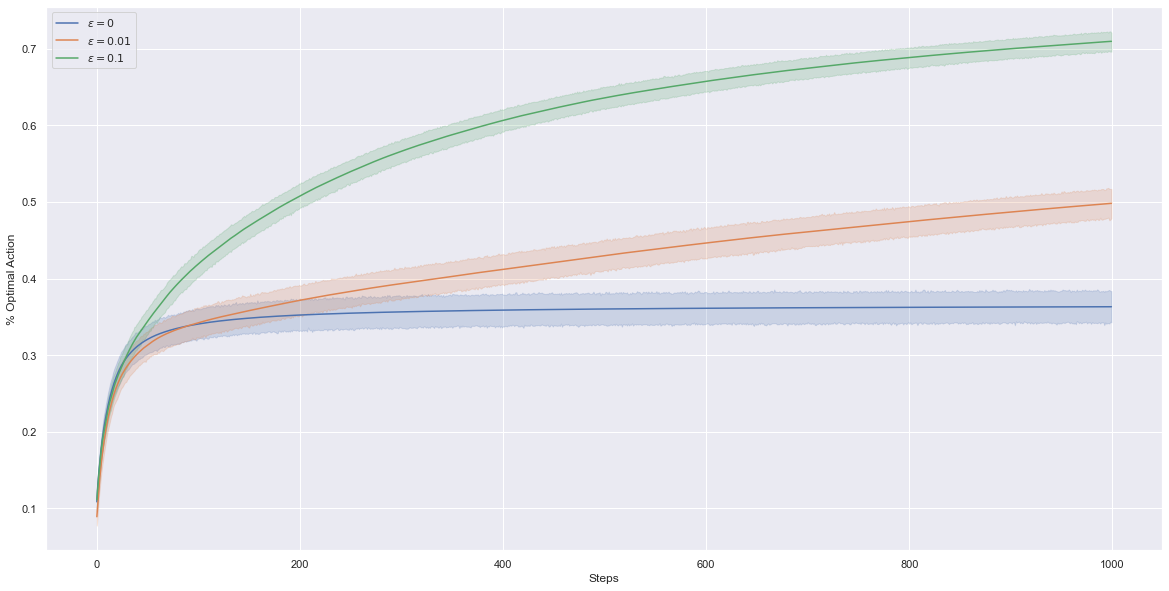 ε = 0
ε = 0.01
ε = 0.1
0.7
0.6
0.5
0.4
0.3
0.2
0.1
% Optimal Action
0 200 400 600 800 1000
Steps